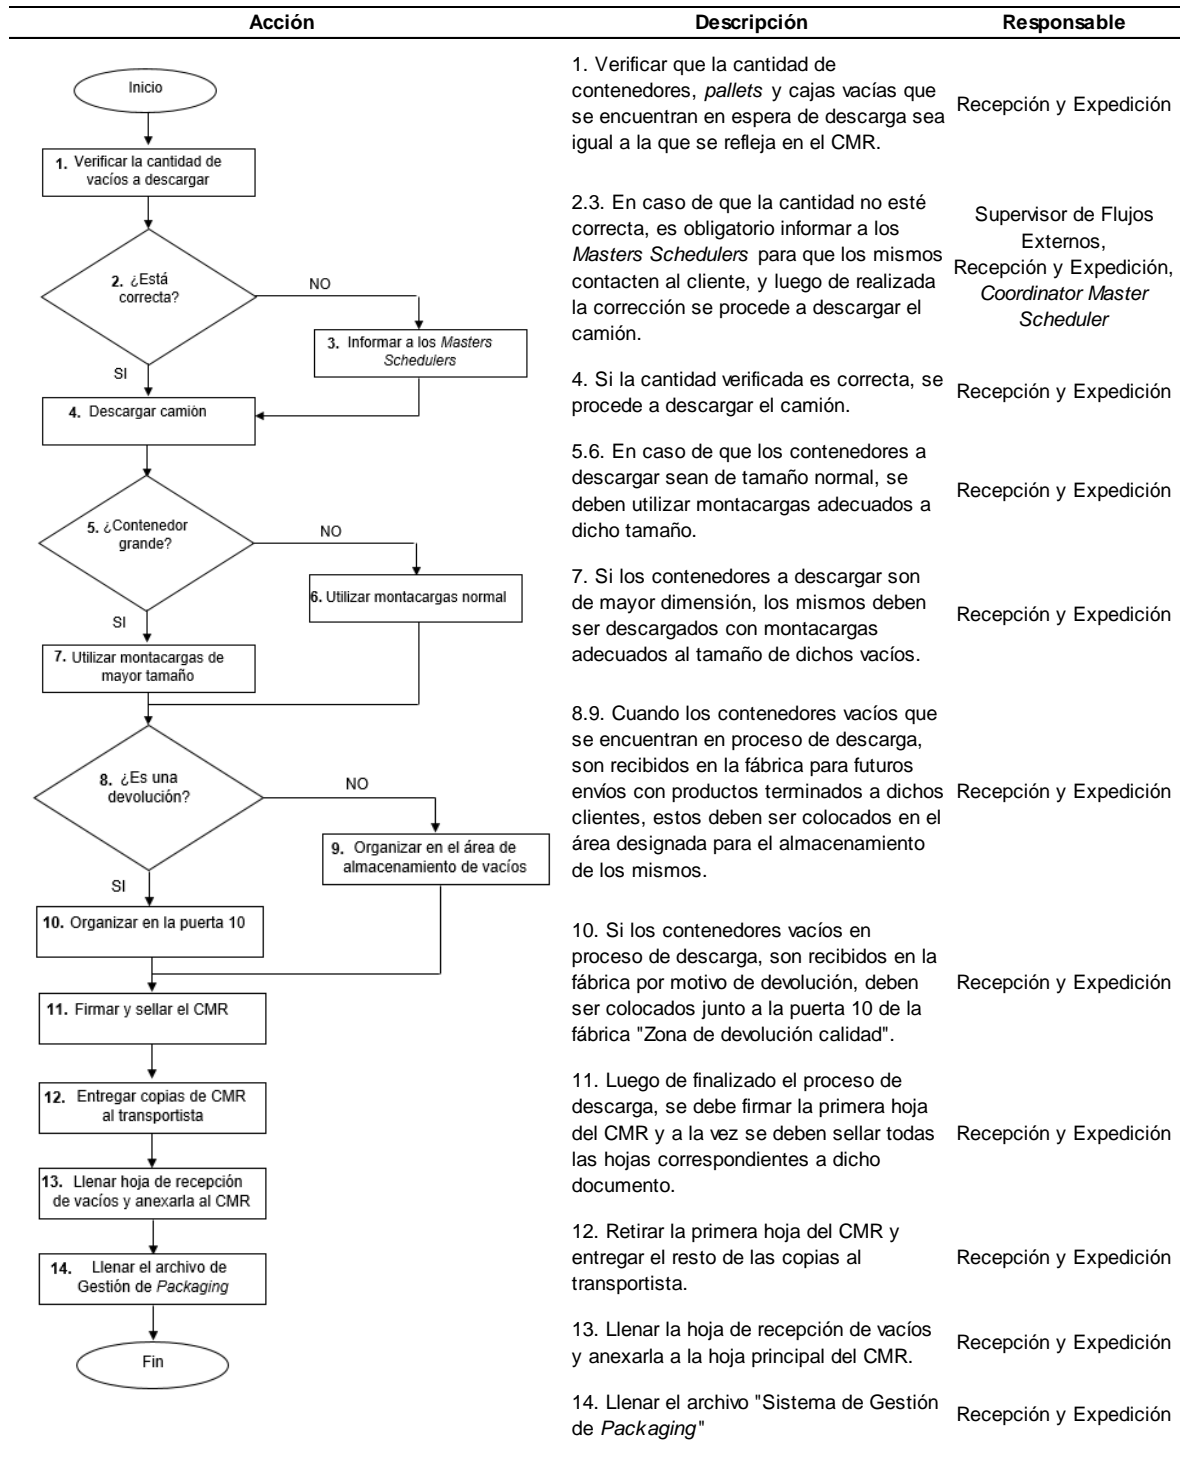 Acción Descripción Responsable
Inicio
1. Verificar la cantidad de
vacíos a descargar
2. ¿Está
correcta?
NO
3. Informar a los Masters
Schedulers
SI
4. Descargar camión
5. ¿Contenedor
grande?
NO
6. Utilizar montacargas normal
SI
7. Utilizar montacargas de
mayor tamaño
8. ¿Es una
devolución?
NO
9. Organizar en el área de
almacenamiento de vacíos
SI
10. Organizar en la puerta 10
11. Firmar y sellar el CMR
12. Entregar copias de CMR
al transportista
13. Llenar hoja de recepción
de vacíos y anexarla al CMR
14. Llenar el archivo de
Gestión de Packaging
Fin
1. Verificar que la cantidad de
contenedores, pallets y cajas vacías que
se encuentran en espera de descarga sea
igual a la que se refleja en el CMR.
Recepción y Expedición
2.3. En caso de que la cantidad no esté
correcta, es obligatorio informar a los
Masters Schedulers para que los mismos
contacten al cliente, y luego de realizada
la corrección se procede a descargar el
camión.
Supervisor de Flujos
Externos,
Recepción y Expedición,
Coordinator Master
Scheduler
4. Si la cantidad verificada es correcta, se
procede a descargar el camión.
Recepción y Expedición
5.6. En caso de que los contenedores a
descargar sean de tamaño normal, se
deben utilizar montacargas adecuados a
dicho tamaño.
Recepción y Expedición
7. Si los contenedores a descargar son
de mayor dimensión, los mismos deben
ser descargados con montacargas
adecuados al tamaño de dichos vacíos.
Recepción y Expedición
8.9. Cuando los contenedores vacíos que
se encuentran en proceso de descarga,
son recibidos en la fábrica para futuros
envíos con productos terminados a dichos
clientes, estos deben ser colocados en el
área designada para el almacenamiento
de los mismos.
Recepción y Expedición
10. Si los contenedores vacíos en
proceso de descarga, son recibidos en la
fábrica por motivo de devolución, deben
ser colocados junto a la puerta 10 de la
fábrica "Zona de devolución calidad".
Recepción y Expedición
11. Luego de finalizado el proceso de
descarga, se debe firmar la primera hoja
del CMR y a la vez se deben sellar todas
las hojas correspondientes a dicho
documento.
Recepción y Expedición
12. Retirar la primera hoja del CMR y
entregar el resto de las copias al
transportista.
Recepción y Expedición
13. Llenar la hoja de recepción de vacíos
y anexarla a la hoja principal del CMR.
Recepción y Expedición
14. Llenar el archivo "Sistema de Gestión
de Packaging"
Recepción y Expedición